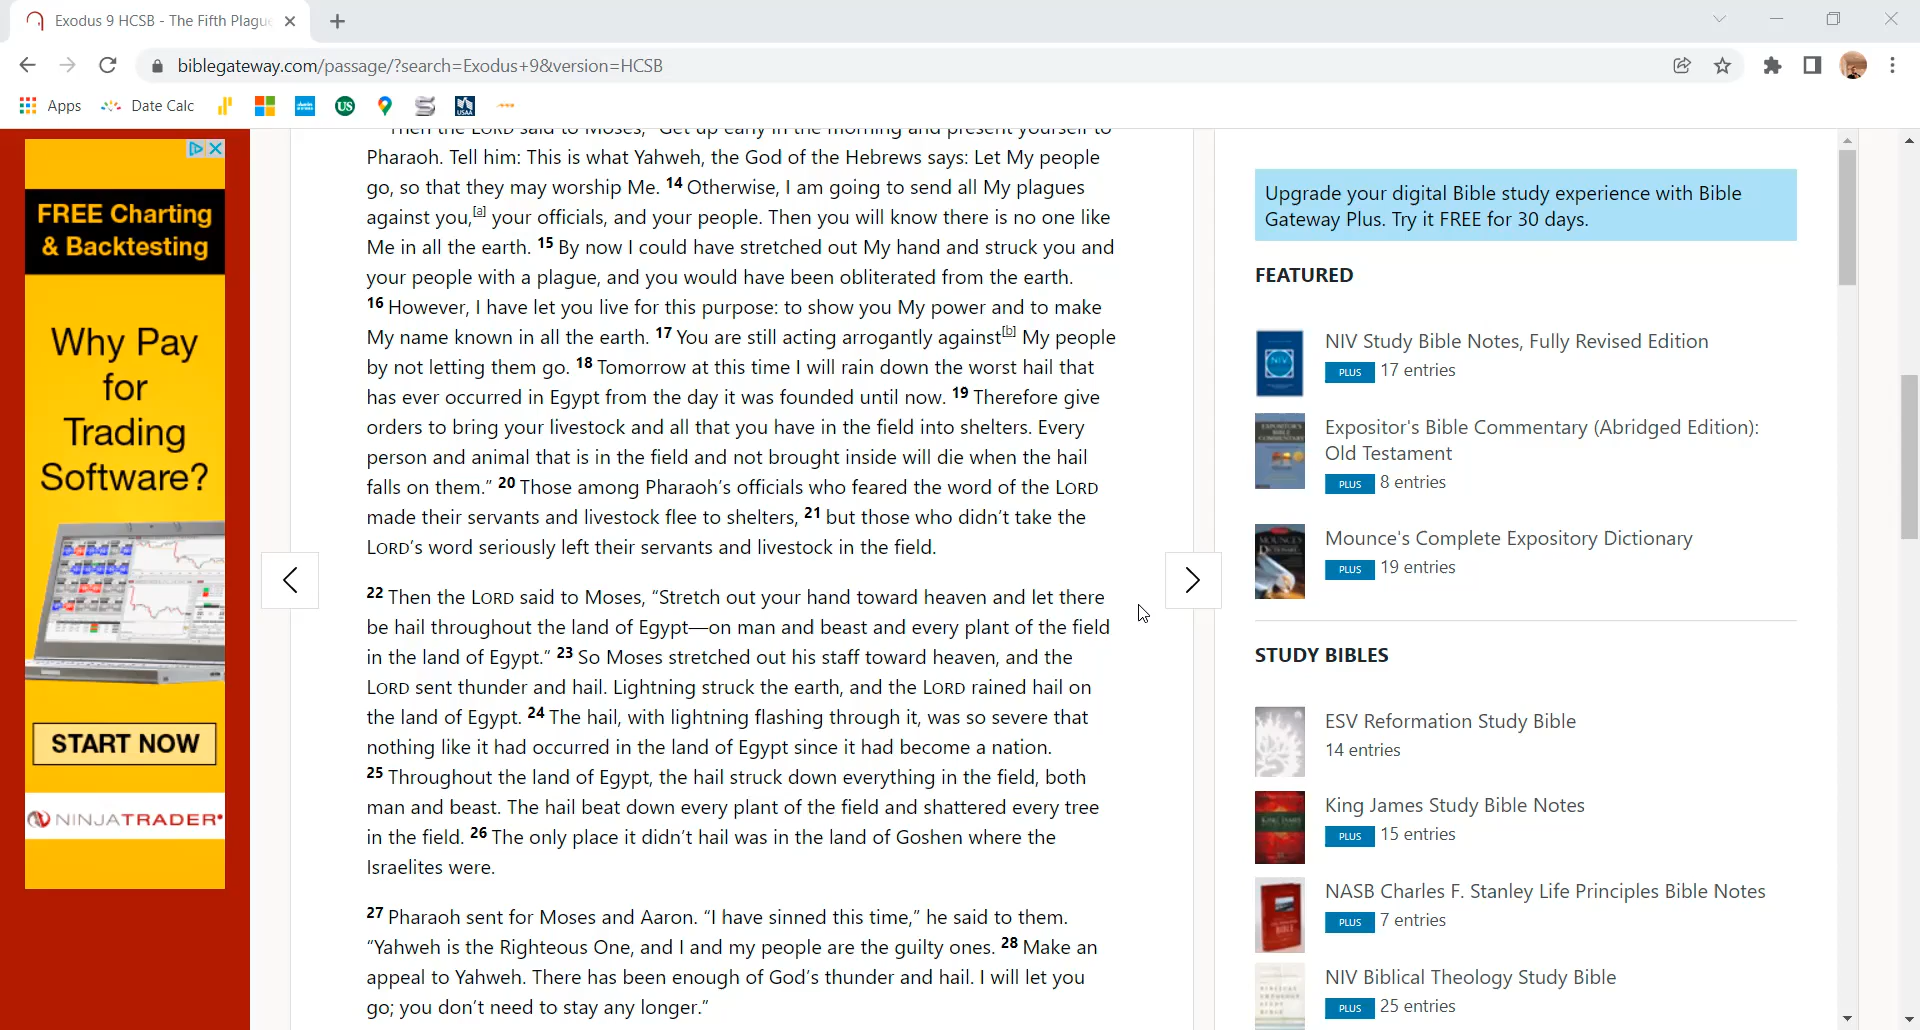 Exodus 9 HCSB - The Fifth Plague
biblegateway.com/passage/?search=Exodus+9&version=HCSB
Apps
Date Calc
US
USAA
FREE Charting
& Backtesting
Why Pay
for
Trading
Software?
START NOW
NINJATRADER
Then the LORD said to Moses, “Get up early in the morning and present yourself to
Pharaoh. Tell him: This is what Yahweh, the God of the Hebrews says: Let My people
go, so that they may worship Me. 14 Otherwise, I am going to send all My plagues
against you,[a] your officials, and your people. Then you will know there is no one like
Me in all the earth. 15 By now I could have stretched out My hand and struck you and
your people with a plague, and you would have been obliterated from the earth.
16 However, I have let you live for this purpose: to show you My power and to make
My name known in all the earth. 17 You are still acting arrogantly against[b] My people
by not letting them go. 18 Tomorrow at this time I will rain down the worst hail that
has ever occurred in Egypt from the day it was founded until now. 19 Therefore give
orders to bring your livestock and all that you have in the field into shelters. Every
person and animal that is in the field and not brought inside will die when the hail
falls on them.” 20 Those among Pharaoh’s officials who feared the word of the LORD
made their servants and livestock flee to shelters, 21 but those who didn’t take the
LORD’s word seriously left their servants and livestock in the field.
22 Then the LORD said to Moses, “Stretch out your hand toward heaven and let there
be hail throughout the land of Egypt—on man and beast and every plant of the field
in the land of Egypt.” 23 So Moses stretched out his staff toward heaven, and the
LORD sent thunder and hail. Lightning struck the earth, and the LORD rained hail on
the land of Egypt. 24 The hail, with lightning flashing through it, was so severe that
nothing like it had occurred in the land of Egypt since it had become a nation.
25 Throughout the land of Egypt, the hail struck down everything in the field, both
man and beast. The hail beat down every plant of the field and shattered every tree
in the field. 26 The only place it didn’t hail was in the land of Goshen where the
Israelites were.
27 Pharaoh sent for Moses and Aaron. “I have sinned this time,” he said to them.
“Yahweh is the Righteous One, and I and my people are the guilty ones. 28 Make an
appeal to Yahweh. There has been enough of God’s thunder and hail. I will let you
go; you don’t need to stay any longer.”
Upgrade your digital Bible study experience with Bible
Gateway Plus. Try it FREE for 30 days.
FEATURED
NIV
NIV Study Bible Notes, Fully Revised Edition
PLUS 17 entries
Expositor's Bible Commentary (Abridged Edition):
Old Testament
PLUS 8 entries
Mounce's Complete Expository Dictionary
PLUS 19 entries
STUDY BIBLES
ESV Reformation Study Bible
14 entries
King James Study Bible Notes
PLUS 15 entries
NASB Charles F. Stanley Life Principles Bible Notes
PLUS 7 entries
NIV Biblical Theology Study Bible
PLUS 25 entries